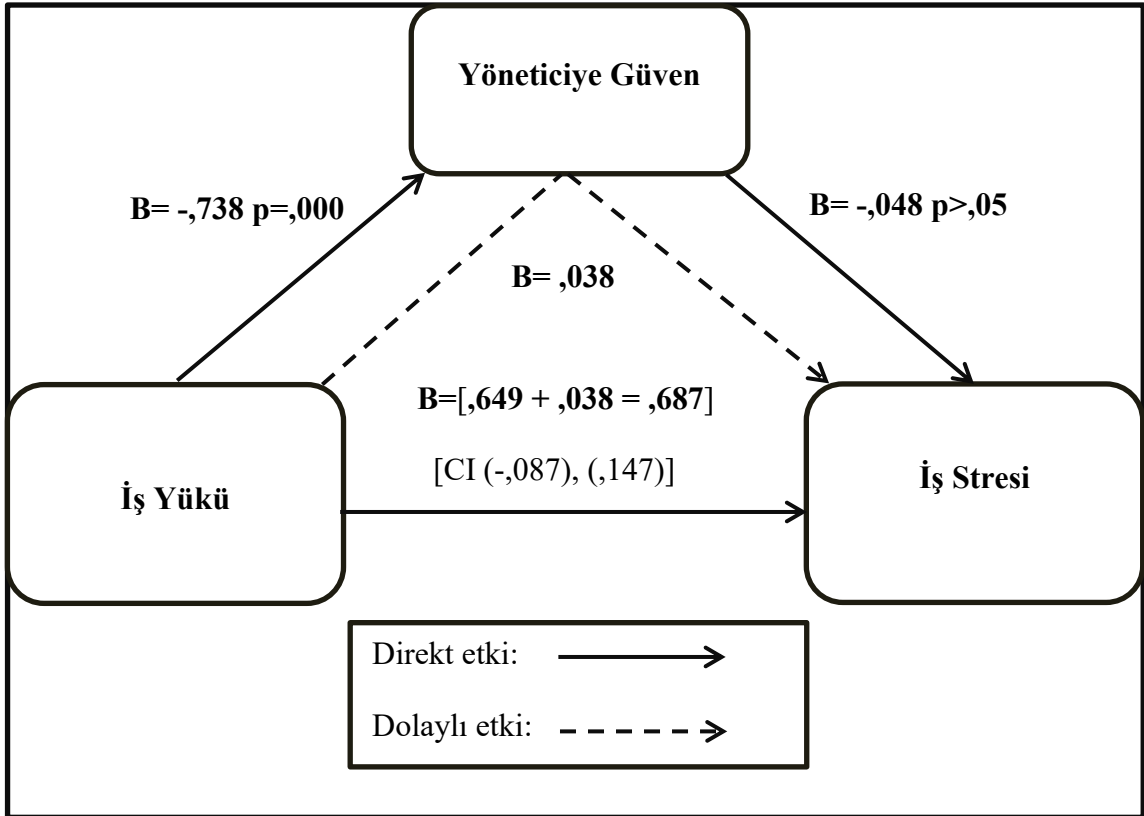 Yöneticiye Güven
B= -,738 p=,000
B= -,048 p>,05
B= ,038
B=[,649 + ,038 = ,687]
[CI (-,087), (,147)]
İş Yükü
İş Stresi
Direkt etki:
Dolaylı etki: